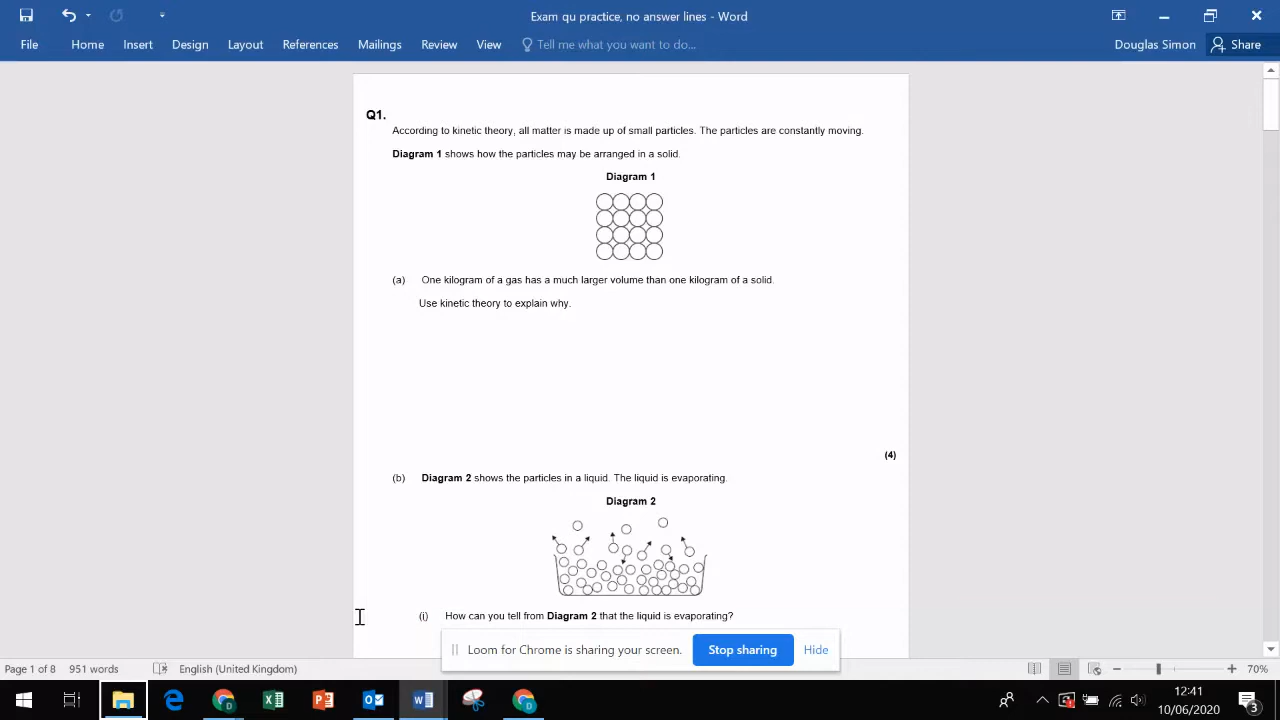 Exam qu practice, no answer lines - Word
File Home Insert Design Layout References Mailings Review View Tell me what you want to do... Douglas Simon Share
Q1.
According to kinetic theory, all matter is made up of small particles. The particles are constantly moving.
Diagram 1 shows how the particles may be arranged in a solid.
Diagram 1
(a) One kilogram of a gas has a much larger volume than one kilogram of a solid.
Use kinetic theory to explain why.
(4)
(b) Diagram 2 shows the particles in a liquid. The liquid is evaporating.
Diagram 2
(i) How can you tell from Diagram 2 that the liquid is evaporating?
Loom for Chrome is sharing your screen. Stop sharing Hide
Page 1 of 8 951 words English (United Kingdom) 70%
12:41
10/06/2020
3